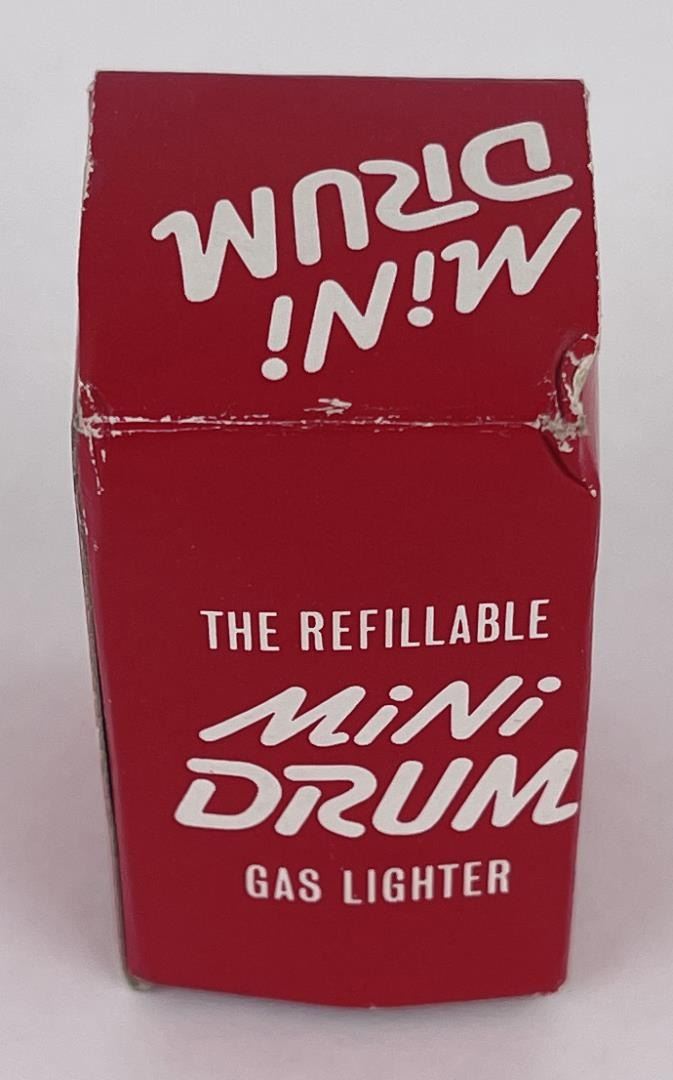 MiNi
DRUM
THE REFILLABLE
MiNi
DRUM
GAS LIGHTER